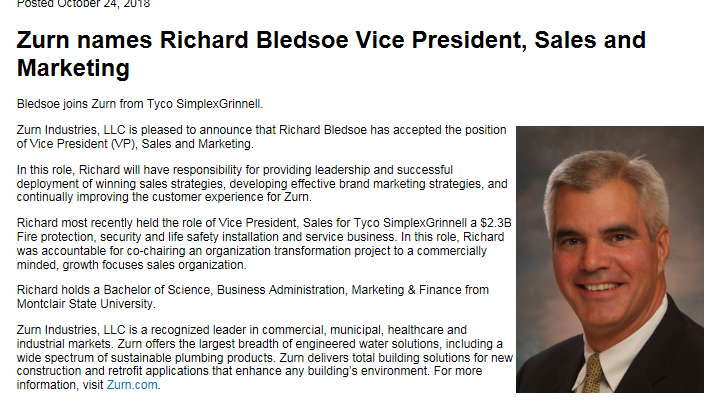 Posted October 24, 2018
Zurn names Richard Bledsoe Vice President, Sales and
Marketing
Bledsoe joins Zurn from Tyco SimplexGrinnell.
Zurn Industries, LLC is pleased to announce that Richard Bledsoe has accepted the position
of Vice President (VP), Sales and Marketing.
In this role, Richard will have responsibility for providing leadership and successful
deployment of winning sales strategies, developing effective brand marketing strategies, and
continually improving the customer experience for Zurn.
Richard most recently held the role of Vice President, Sales for Tyco SimplexGrinnell a $2.3B
Fire protection, security and life safety installation and service business. In this role, Richard
was accountable for co-chairing an organization transformation project to a commercially
minded, growth focuses sales organization.
Richard holds a Bachelor of Science, Business Administration, Marketing & Finance from
Montclair State University.
Zurn Industries, LLC is a recognized leader in commercial, municipal, healthcare and
industrial markets. Zurn offers the largest breadth of engineered water solutions, including a
wide spectrum of sustainable plumbing products. Zurn delivers total building solutions for new
construction and retrofit applications that enhance any building's environment. For more
information, visit Zurn.com.